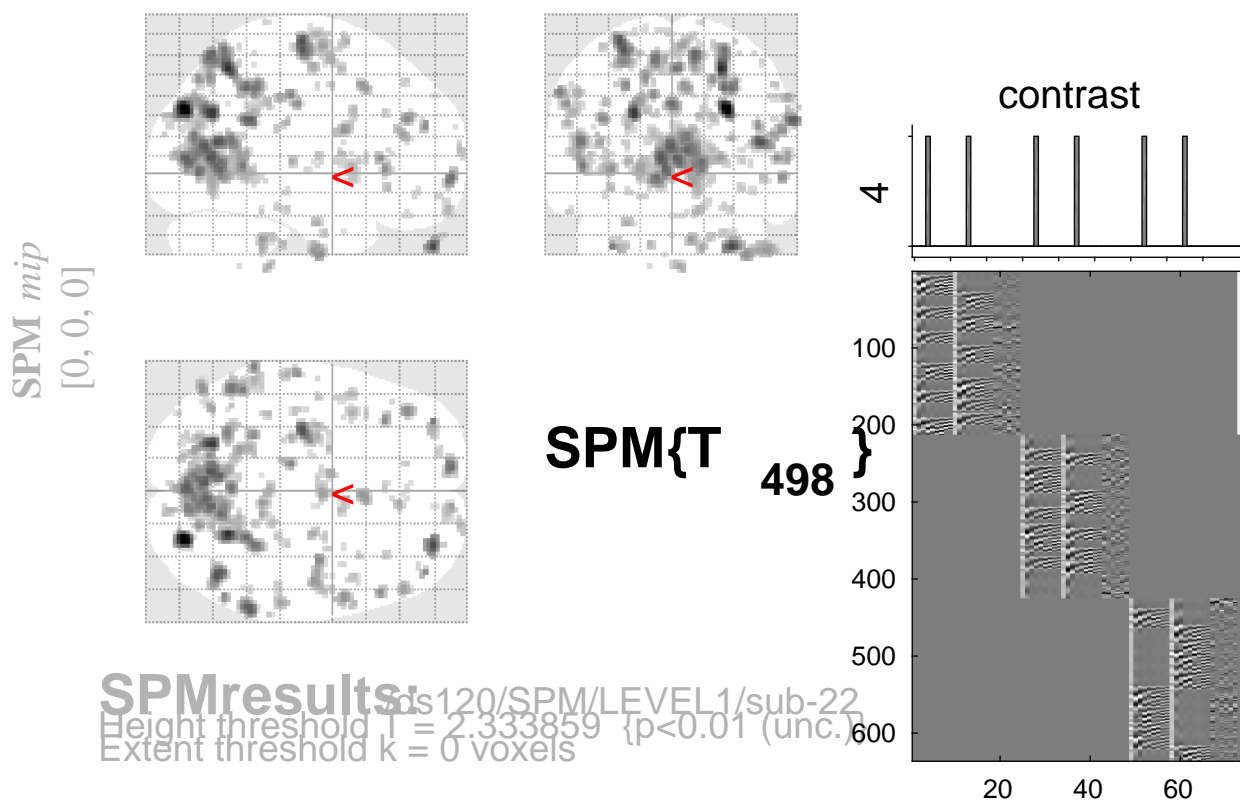 SPM mip
[0, 0, 0]
<
<
<
SPM{T 498 }
SPMresults: /ds120/SPM/LEVEL1/sub-22
Height threshold T = 2.333859 {p<0.01 (unc.)}
Extent threshold k = 0 voxels
contrast
4
100
200
300
400
500
600
20 40 60